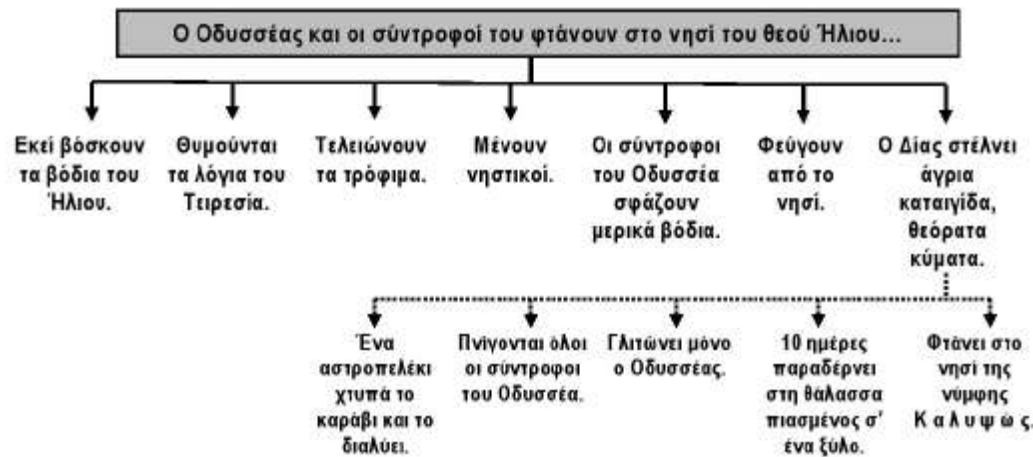 Ο Οδυσσέας και οι σύντροφοί του φτάνουν στο νησί του θεού Ήλιου...
Εκεί βόσκουν
τα βόδια του
Ήλιου.
Θυμούνται
τα λόγια του
Τειρεσία.
Τελειώνουν
τα τρόφιμα.
Μένουν
νηστικοί.
Οι σύντροφοι
του Οδυσσέα
σφάζουν
μερικά βόδια.
Φεύγουν
από το
νησί.
Ο Δίας στέλνει
άγρια
καταιγίδα,
θεόρατα
κύματα.
Ένα
αστροπελέκι
χτυπά το
καράβι και το
διαλύει.
Πνίγονται όλοι
οι σύντροφοι
του Οδυσσέα.
Γλιτώνει μόνο
ο Οδυσσέας.
10 ημέρες
παραδέρνει
στη θάλασσα
πιασμένος σ'
ένα ξύλο.
Φτάνει στο
νησί της
νύμφης
Κ α λ υ ψ ώ ς.